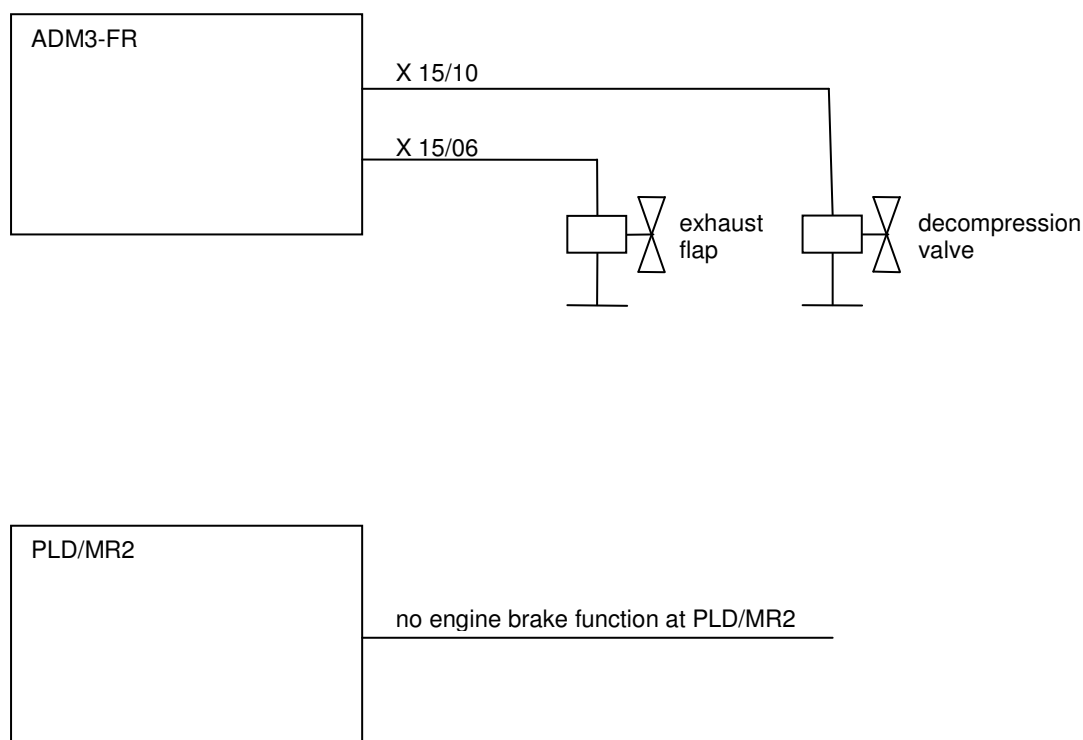 ADM3-FR
X 15/10
X 15/06
exhaust
flap
decompression
valve
PLD/MR2
no engine brake function at PLD/MR2